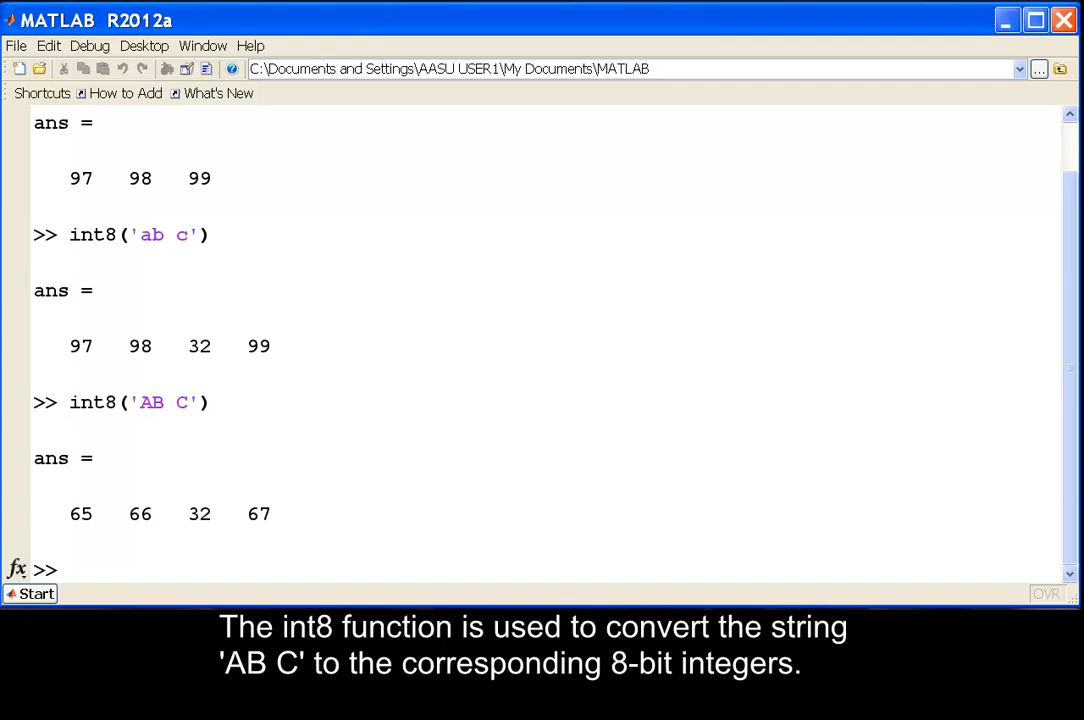 MATLAB R2012a
File Edit Debug Desktop Window Help
C:\Documents and Settings\AASU USER1\My Documents\MATLAB
...
Shortcuts How to Add What's New
ans =
97 98 99
>> int8('ab c')
ans =
97 98 32 99
>> int8('AB C')
ans =
65 66 32 67
fx >>
Start OVR
The int8 function is used to convert the string
'AB C' to the corresponding 8-bit integers.